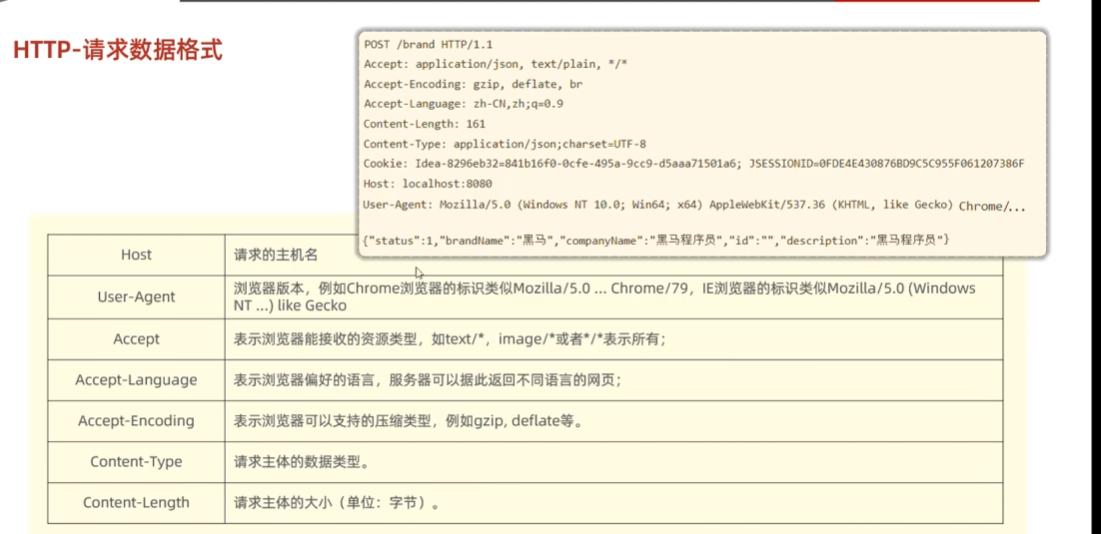 HTTP-请求数据格式
POST /brand HTTP/1.1
Accept: application/json, text/plain, */*
Accept-Encoding: gzip, deflate, br
Accept-Language: zh-CN,zh;q=0.9
Content-Length: 161
Content-Type: application/json;charset=UTF-8
Cookie: Idea-8296eb32=841b16f0-0cfe-495a-9cc9-d5aaa71501a6; JSESSIONID=0FDE4E430876BD9C5C955F061207386F
Host: localhost:8080
User-Agent: Mozilla/5.0 (Windows NT 10.0; Win64; x64) AppleWebKit/537.36 (KHTML, like Gecko) Chrome/...
{"status":1,"brandName":"黑马","companyName":"黑马程序员","id":"","description":"黑马程序员"}
Host 请求的主机名
User-Agent 浏览器版本，例如Chrome浏览器的标识类似Mozilla/5.0 ... Chrome/79，IE浏览器的标识类似Mozilla/5.0 (Windows
NT ...) like Gecko
Accept 表示浏览器能接收的资源类型，如text/*，image/*或者*/*表示所有；
Accept-Language 表示浏览器偏好的语言，服务器可以据此返回不同语言的网页；
Accept-Encoding 表示浏览器可以支持的压缩类型，例如gzip, deflate等。
Content-Type 请求主体的数据类型。
Content-Length 请求主体的大小（单位：字节）。